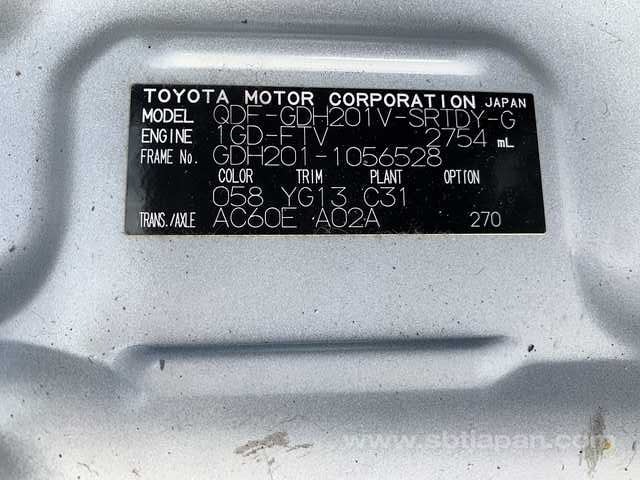 TOYOTA MOTOR CORPORATION JAPAN
MODEL QDF-GDH201V-SRTDY-G
ENGINE 1GD-FTV 2754 mL
FRAME No. GDH201-1056528
COLOR TRIM PLANT OPTION
058 YG13 C31
TRANS./AXLE AC60E A02A 270
www.sbtjapan.com